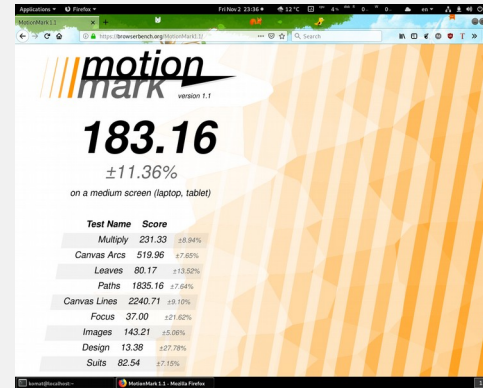 Applications Firefox Fri Nov 2 23:36 12°C en
MotionMark 1.1
https://browserbench.org/MotionMark1.1/ Search
motion
mark version 1.1
183.16
±11.36%
on a medium screen (laptop, tablet)
Test Name Score
Multiply 231.33 ±8.94%
Canvas Arcs 519.96 ±7.65%
Leaves 80.17 ±13.52%
Paths 1835.16 ±7.64%
Canvas Lines 2240.71 ±9.10%
Focus 37.00 ±21.62%
Images 143.21 ±5.06%
Design 13.38 ±27.78%
Suits 82.54 ±7.15%
MotionMark 1.1 - Mozilla Firefox